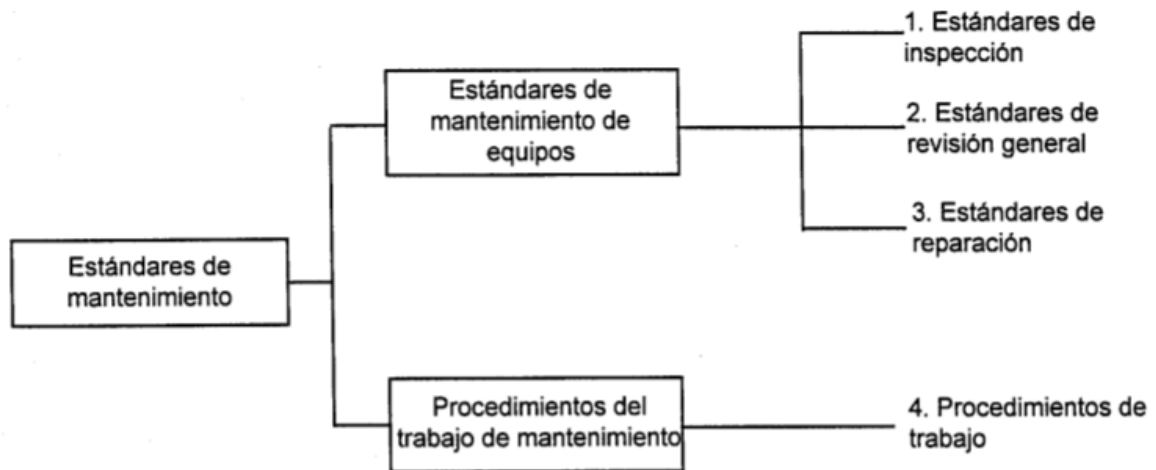 Estándares de
mantenimiento
Estándares de
mantenimiento de
equipos
1. Estándares de
inspección
2. Estándares de
revisión general
3. Estándares de
reparación
Procedimientos del
trabajo de mantenimiento
4. Procedimientos de
trabajo